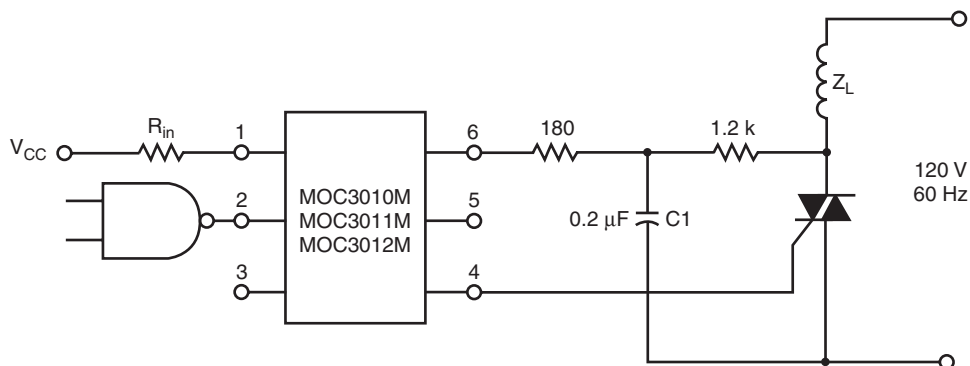 V_CC
R_in
1
2
3
MOC3010M
MOC3011M
MOC3012M
6
5
4
180
1.2 k
0.2 µF
C1
Z_L
120 V
60 Hz